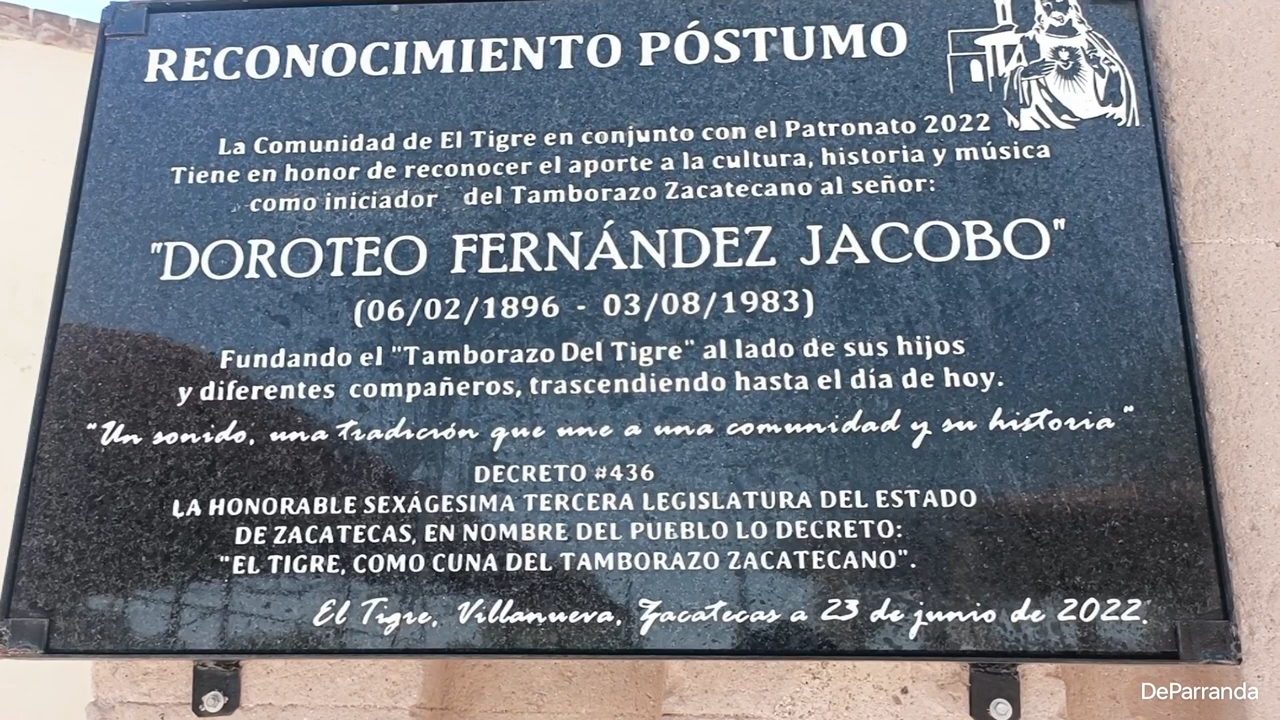 RECONOCIMIENTO PÓSTUMO
La Comunidad de El Tigre en conjunto con el Patronato 2022
Tiene en honor de reconocer el aporte a la cultura, historia y música
como iniciador del Tamborazo Zacatecano al señor:
"DOROTEO FERNÁNDEZ JACOBO"
(06/02/1896 - 03/08/1983)
Fundando el "Tamborazo Del Tigre" al lado de sus hijos
y diferentes compañeros, trascendiendo hasta el día de hoy.
"Un sonido, una tradición que une a una comunidad y su historia"
DECRETO #436
LA HONORABLE SEXÁGESIMA TERCERA LEGISLATURA DEL ESTADO
DE ZACATECAS, EN NOMBRE DEL PUEBLO LO DECRETO:
"EL TIGRE, COMO CUNA DEL TAMBORAZO ZACATECANO".
El Tigre, Villanueva, Zacatecas a 23 de junio de 2022.
DeParranda